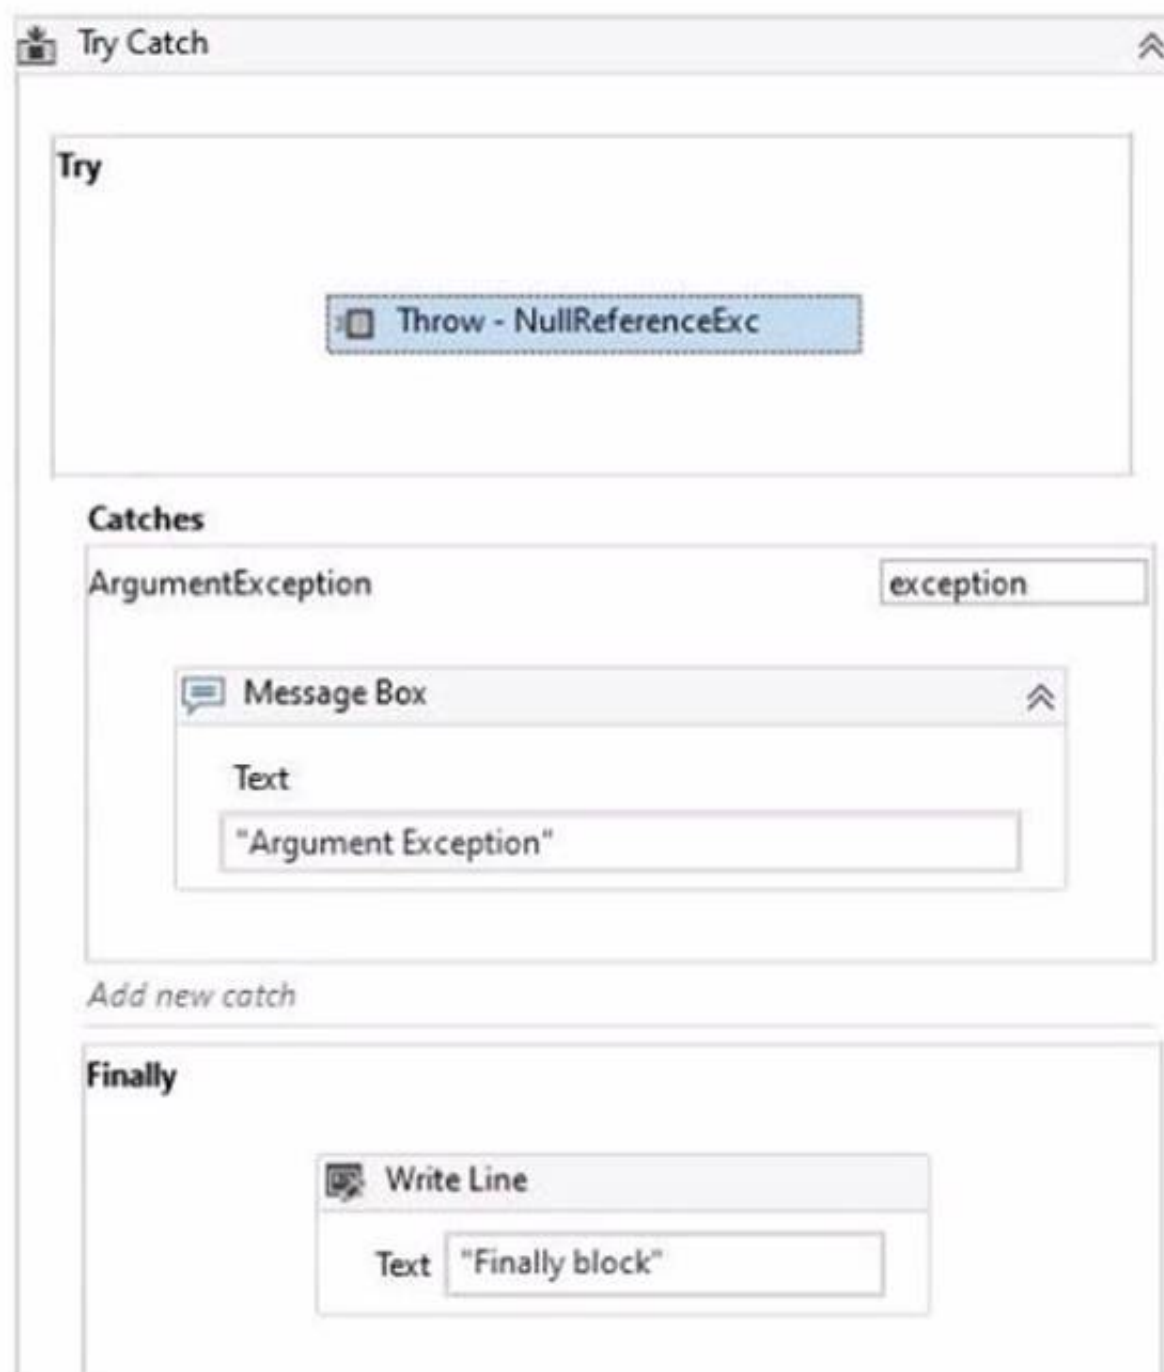 Try Catch
Try
Throw - NullReferenceExc
Catches
ArgumentException
exception
Message Box
Text
"Argument Exception"
Add new catch
Finally
Write Line
Text "Finally block"